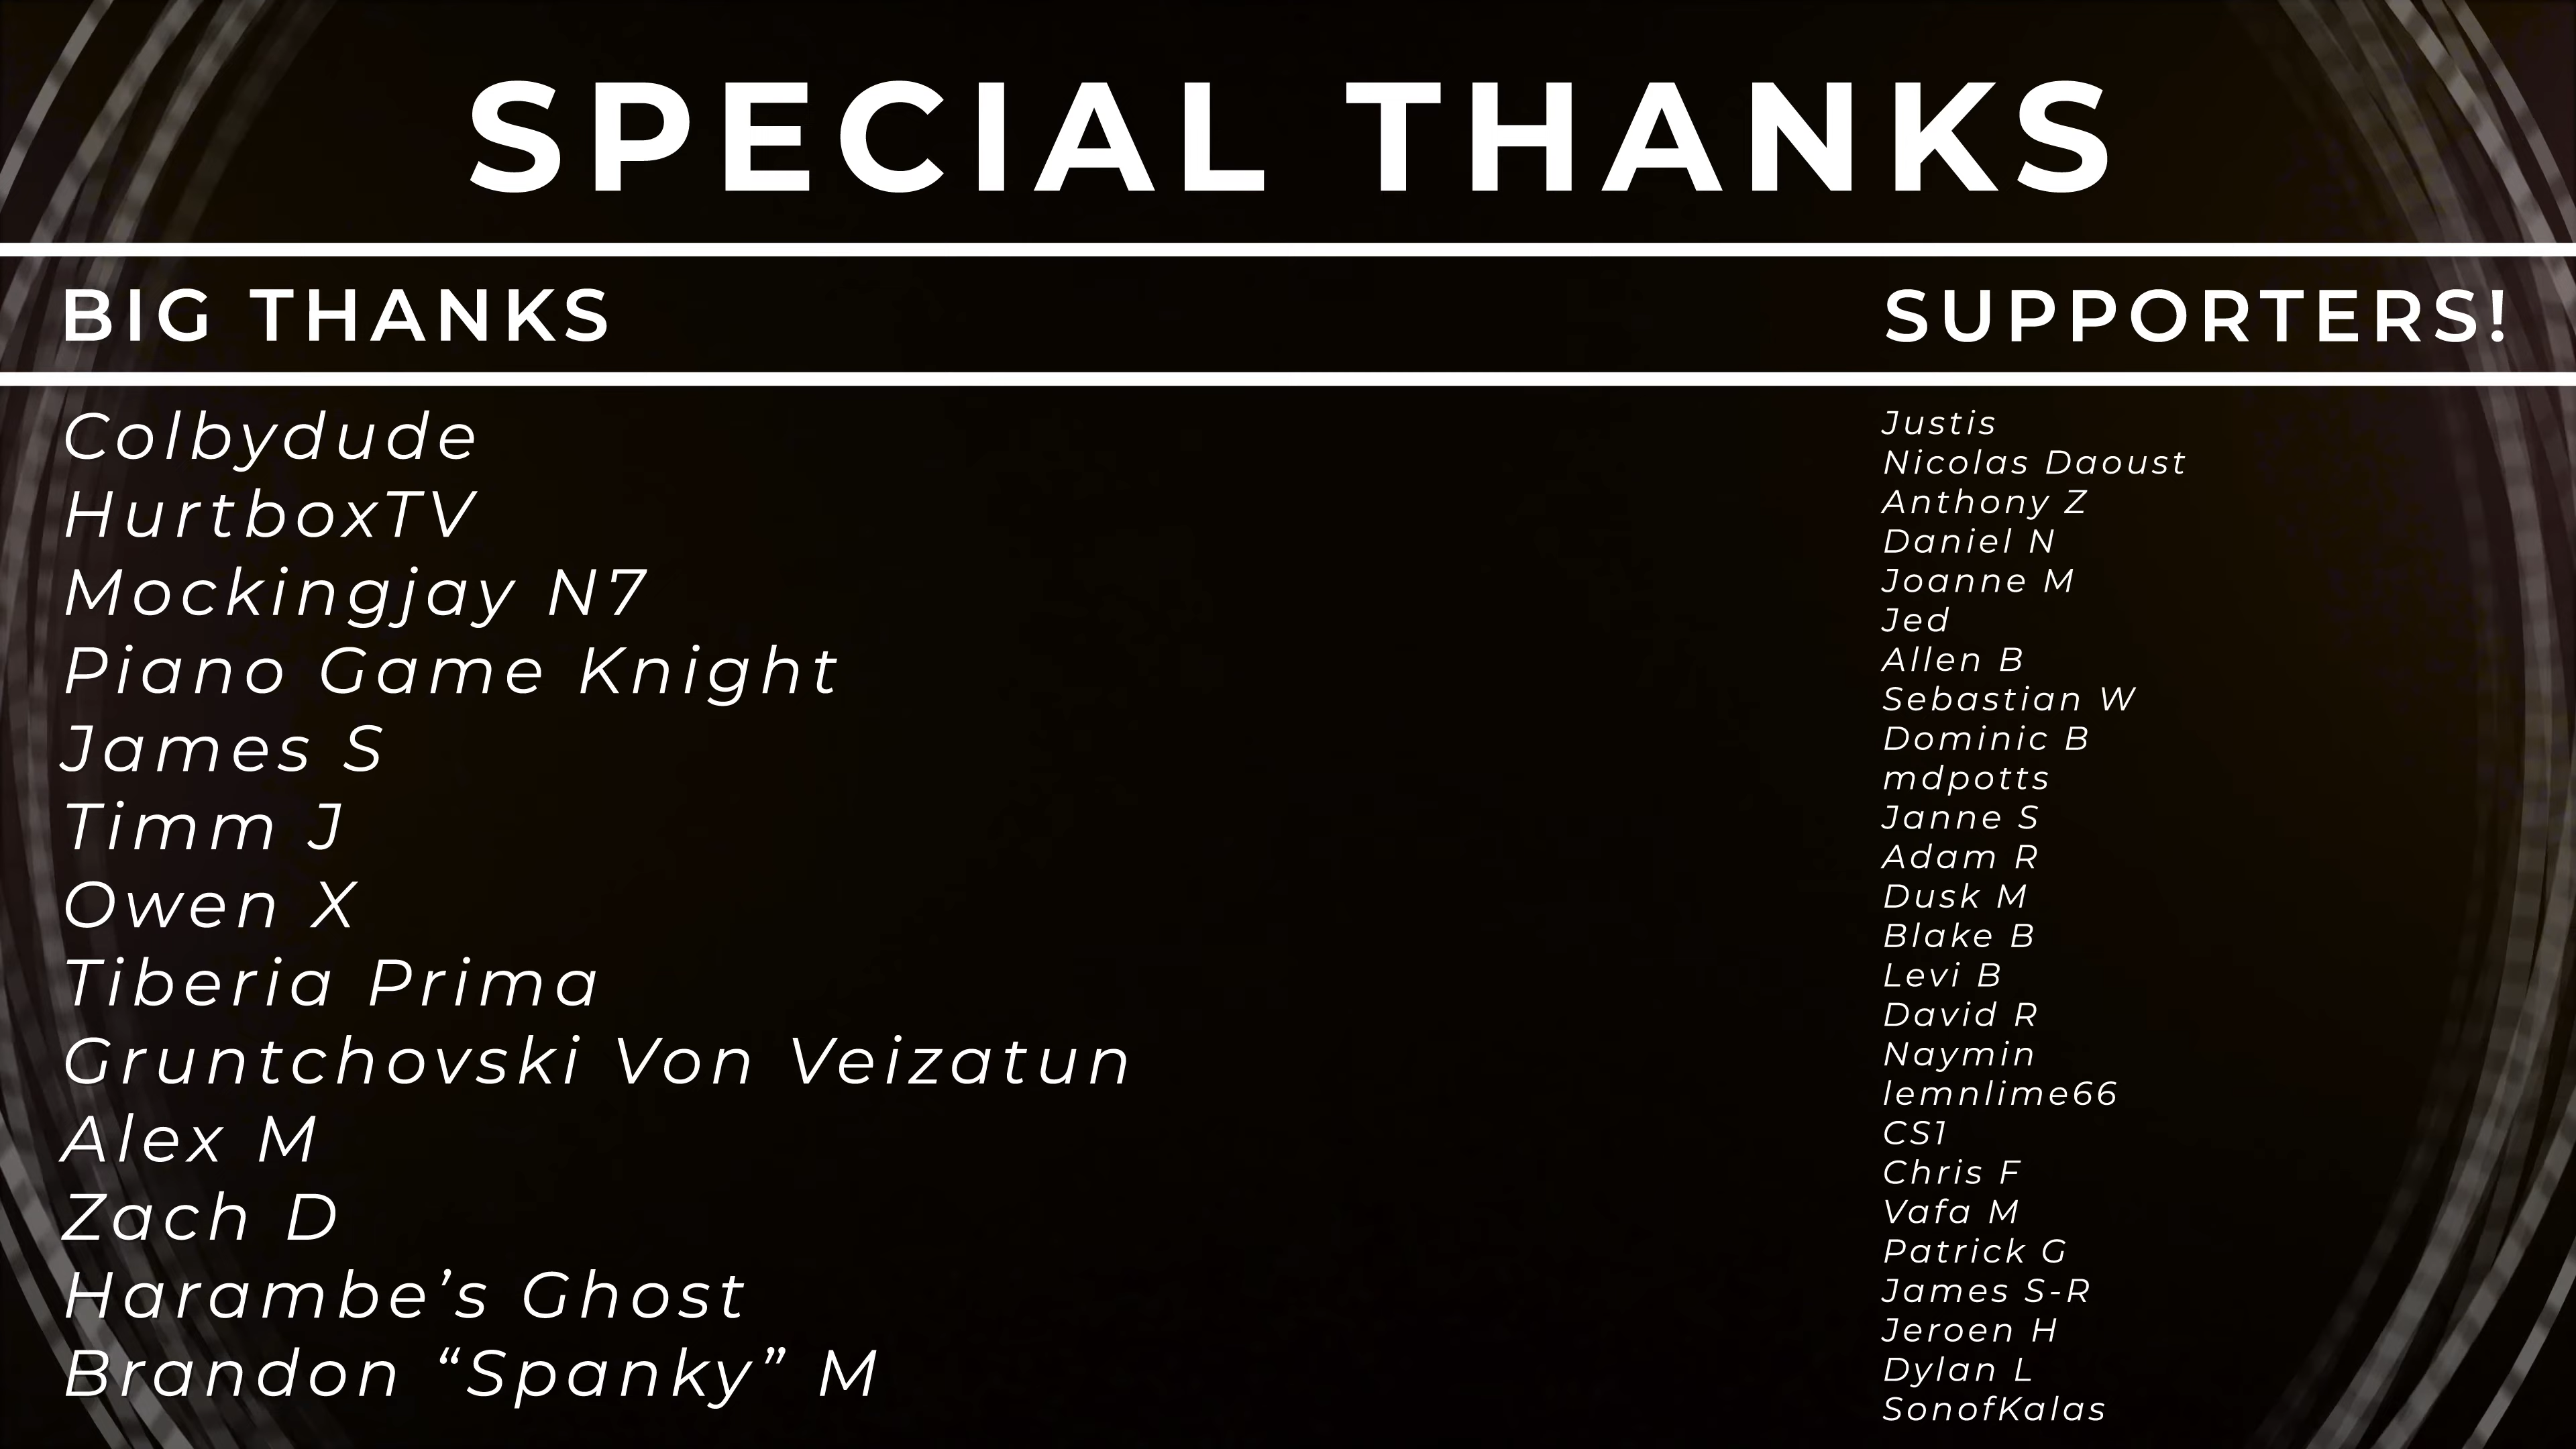 SPECIAL THANKS
BIG THANKS
Colbydude
HurtboxTV
Mockingjay N7
Piano Game Knight
James S
Timm J
Owen X
Tiberia Prima
Gruntchovski Von Veizatun
Alex M
Zach D
Harambe’s Ghost
Brandon “Spanky” M
SUPPORTERS!
Justis
Nicolas Daoust
Anthony Z
Daniel N
Joanne M
Jed
Allen B
Sebastian W
Dominic B
mdpotts
Janne S
Adam R
Dusk M
Blake B
Levi B
David R
Naymin
lemnlime66
CS1
Chris F
Vafa M
Patrick G
James S-R
Jeroen H
Dylan L
SonofKalas